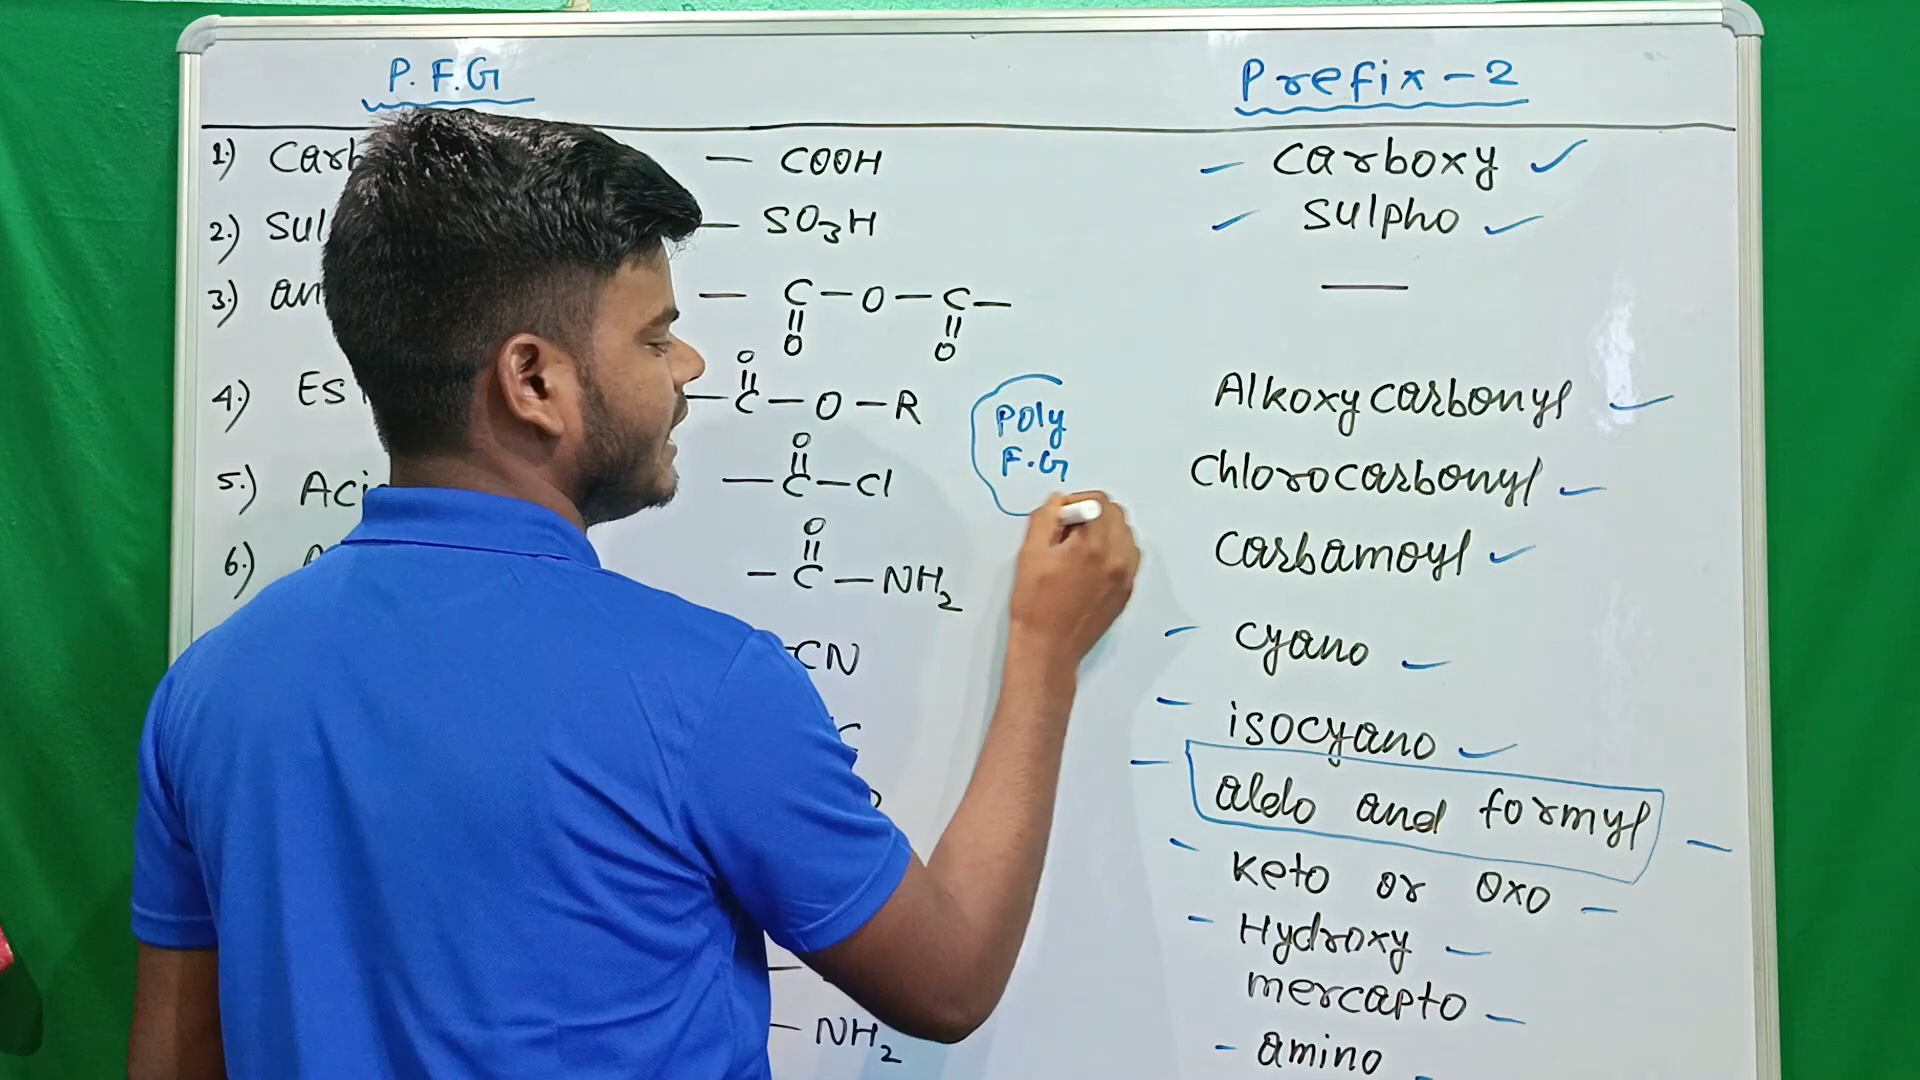 P.F.G Prefix-2
1.) Carb — COOH - Carboxy ✓
2.) Sul — SO3H - Sulpho ✓
3.) an — C — O — C — —
O O
O
4.) Es — C — O — R Alkoxy carbonyl
Poly
F.G
O
5.) Aci — C — Cl Chlorocarbonyl
O
6.) — C — NH2 Carbamoyl
CN - Cyano
- isocyano
- aldo and formyl
- Keto or Oxo
- Hydroxy
mercapto
— NH2 - amino